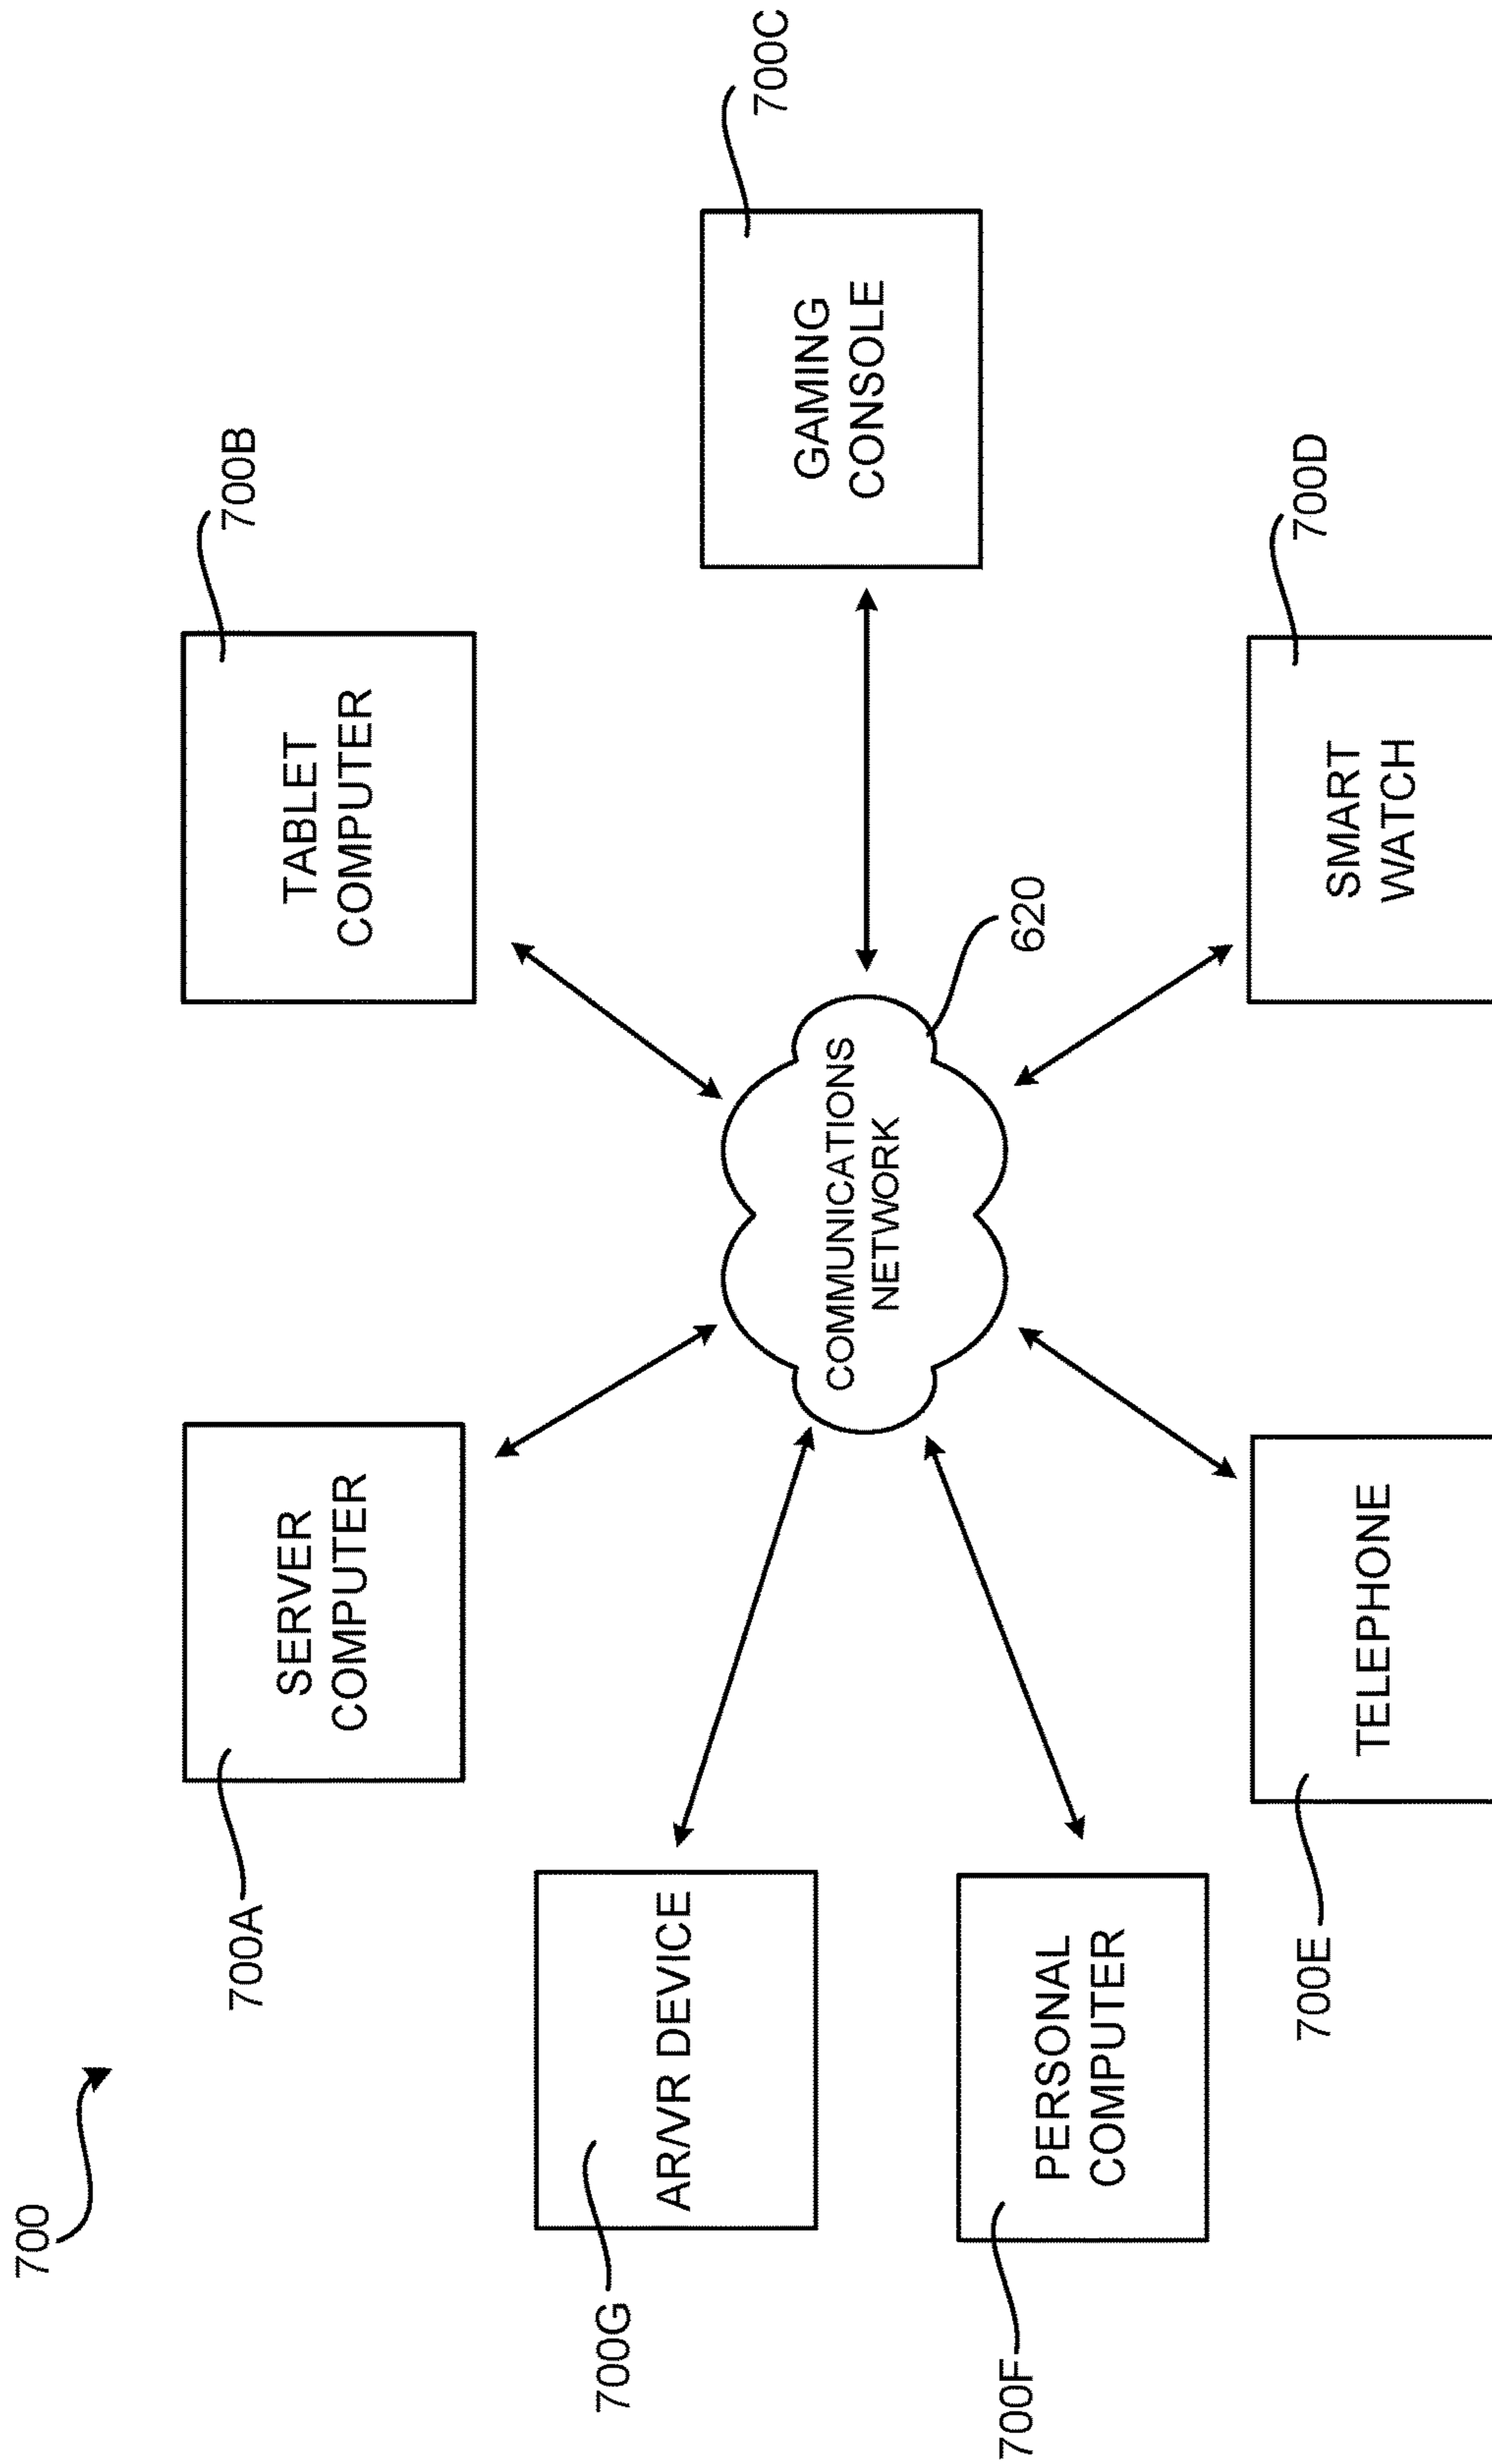 700
700A
SERVER
COMPUTER
TABLET
COMPUTER
700B
700G
AR/VR DEVICE
COMMUNICATIONS
NETWORK
620
GAMING
CONSOLE
700C
700F
PERSONAL
COMPUTER
700E
TELEPHONE
SMART
WATCH
700D